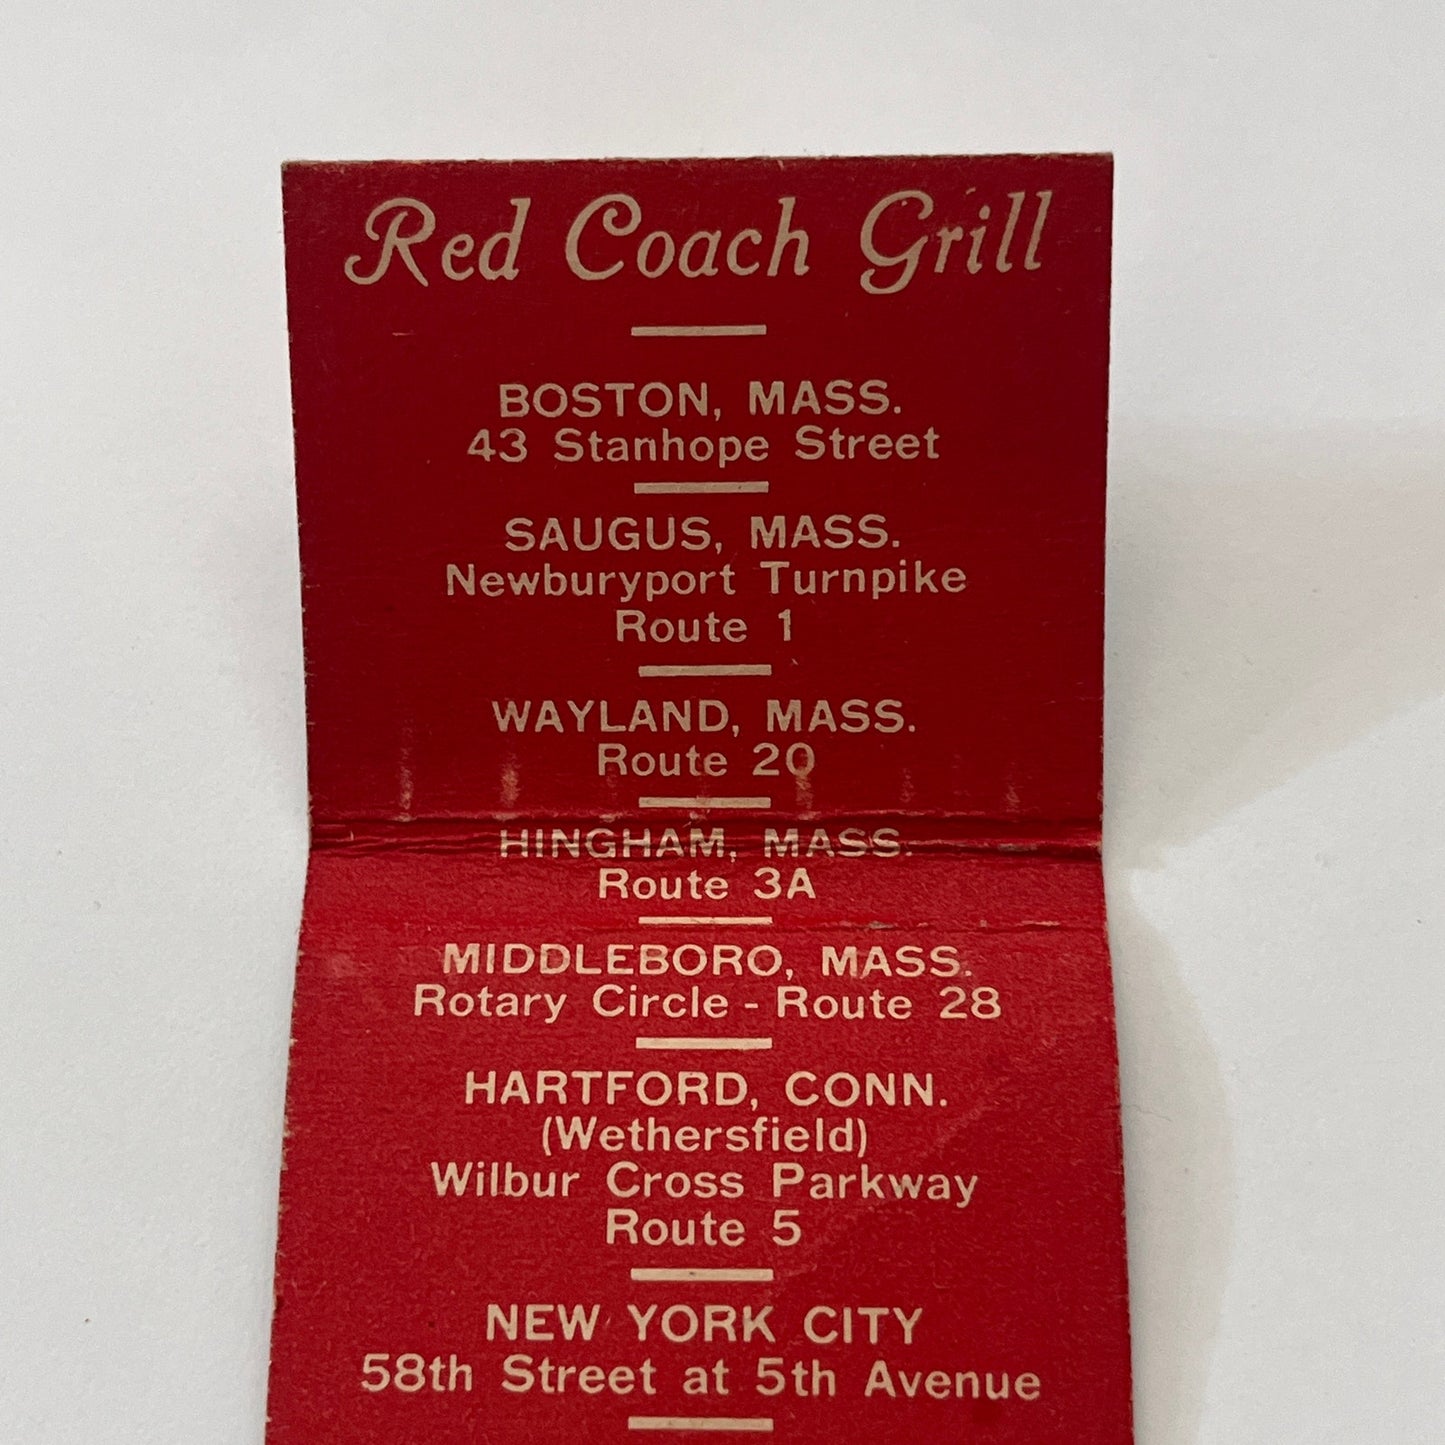 Red Coach Grill
BOSTON, MASS.
43 Stanhope Street
SAUGUS, MASS.
Newburyport Turnpike
Route 1
WAYLAND, MASS.
Route 20
HINGHAM, MASS.
Route 3A
MIDDLEBORO, MASS.
Rotary Circle - Route 28
HARTFORD, CONN.
(Wethersfield)
Wilbur Cross Parkway
Route 5
NEW YORK CITY
58th Street at 5th Avenue